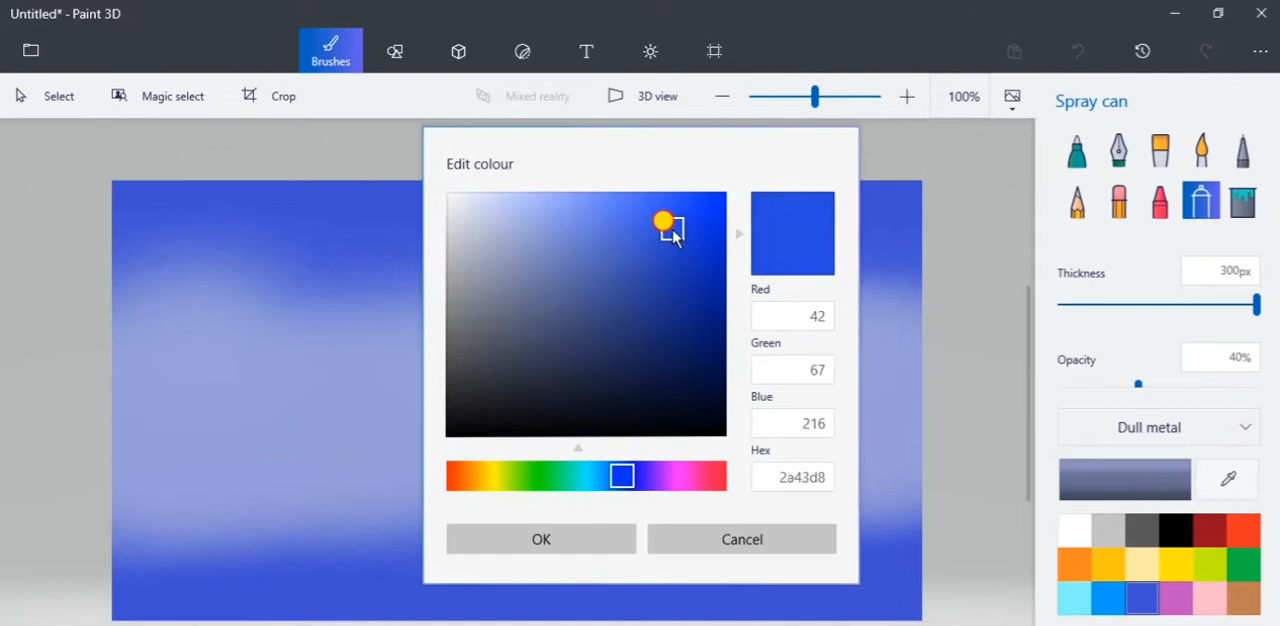 Untitled* - Paint 3D
Brushes
Select
Magic select
Crop
Mixed reality
3D view
100%
Spray can
Thickness
300px
Opacity
40%
Dull metal
Edit colour
Red
42
Green
67
Blue
216
Hex
2a43d8
OK
Cancel